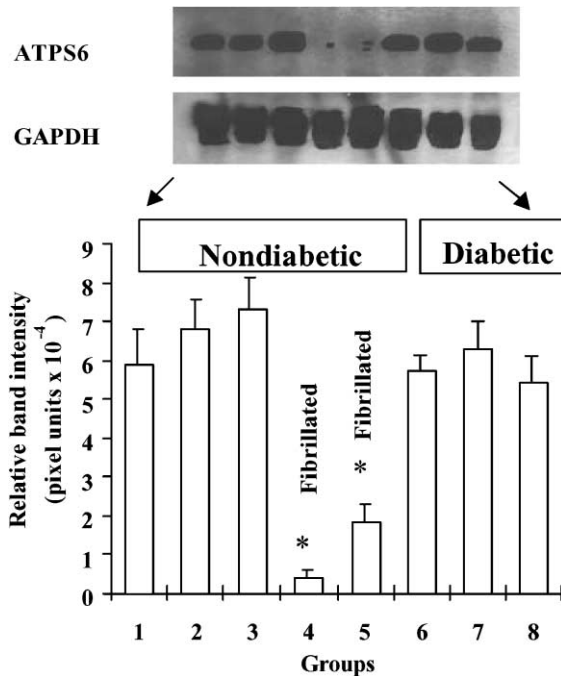 ATPS6
GAPDH
Nondiabetic
Diabetic
Relative band intensity
(pixel units x 10⁻⁴)
9
8
7
6
5
4
3
2
1
0
* Fibrillated
* Fibrillated
1 2 3 4 5 6 7 8
Groups